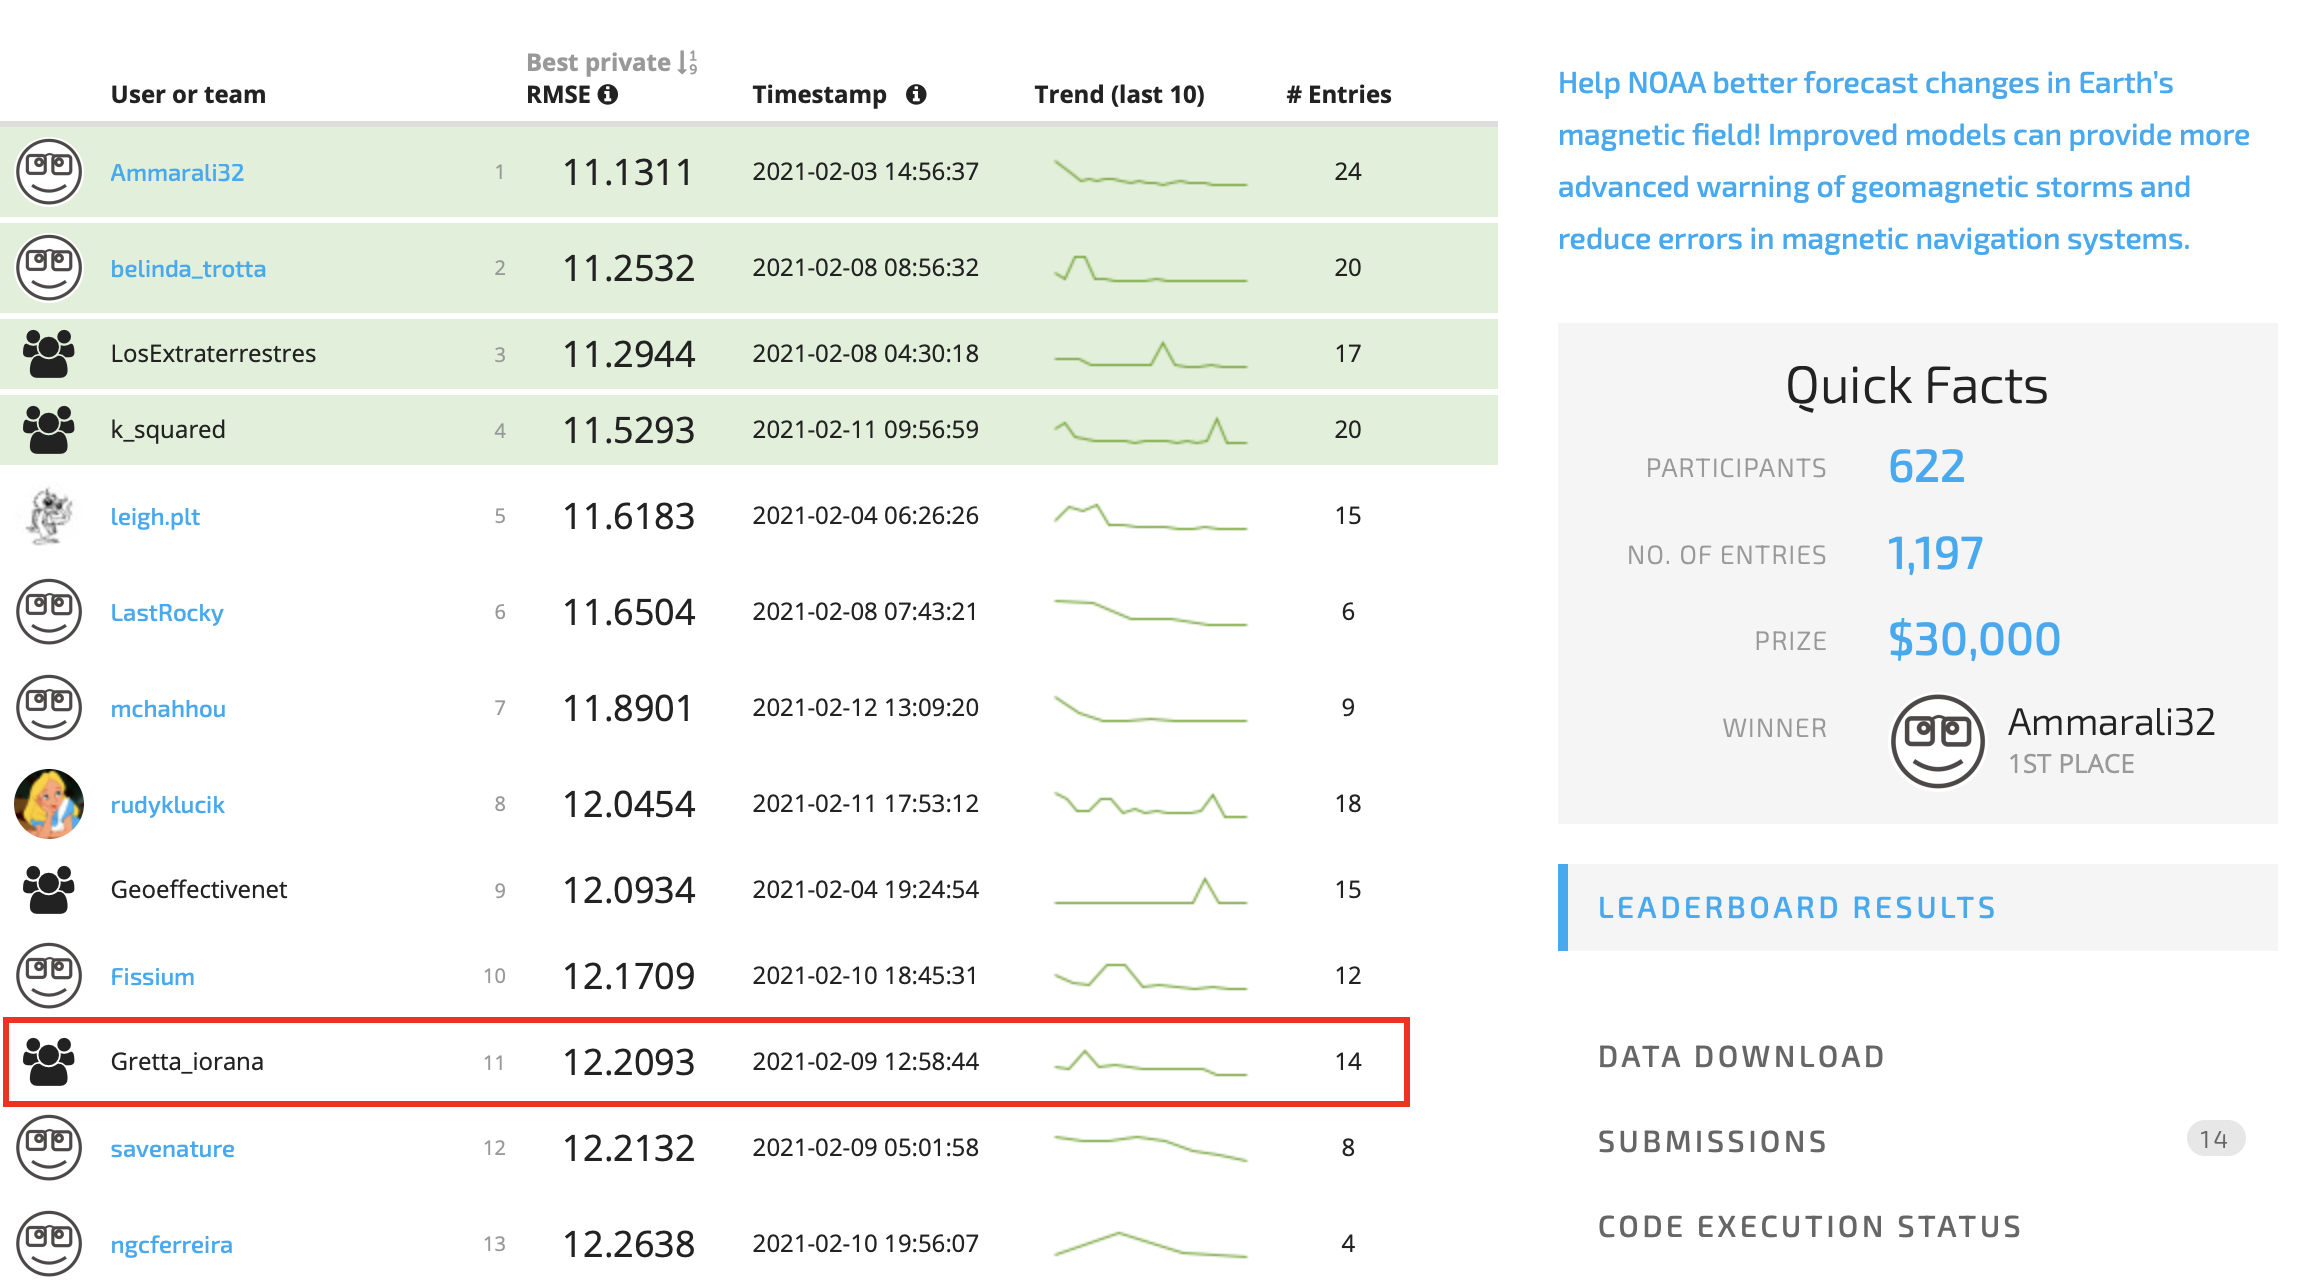 Best private
User or team RMSE Timestamp Trend (last 10) # Entries
Ammarali32 1 11.1311 2021-02-03 14:56:37 24
belinda_trotta 2 11.2532 2021-02-08 08:56:32 20
LosExtraterrestres 3 11.2944 2021-02-08 04:30:18 17
k_squared 4 11.5293 2021-02-11 09:56:59 20
leigh.plt 5 11.6183 2021-02-04 06:26:26 15
LastRocky 6 11.6504 2021-02-08 07:43:21 6
mchahhou 7 11.8901 2021-02-12 13:09:20 9
rudyklucik 8 12.0454 2021-02-11 17:53:12 18
Geoeffectivenet 9 12.0934 2021-02-04 19:24:54 15
Fissium 10 12.1709 2021-02-10 18:45:31 12
Gretta_iorana 11 12.2093 2021-02-09 12:58:44 14
savenature 12 12.2132 2021-02-09 05:01:58 8
ngcferreira 13 12.2638 2021-02-10 19:56:07 4
Help NOAA better forecast changes in Earth's
magnetic field! Improved models can provide more
advanced warning of geomagnetic storms and
reduce errors in magnetic navigation systems.
Quick Facts
PARTICIPANTS 622
NO. OF ENTRIES 1,197
PRIZE $30,000
WINNER Ammarali32
1ST PLACE
LEADERBOARD RESULTS
DATA DOWNLOAD
SUBMISSIONS 14
CODE EXECUTION STATUS